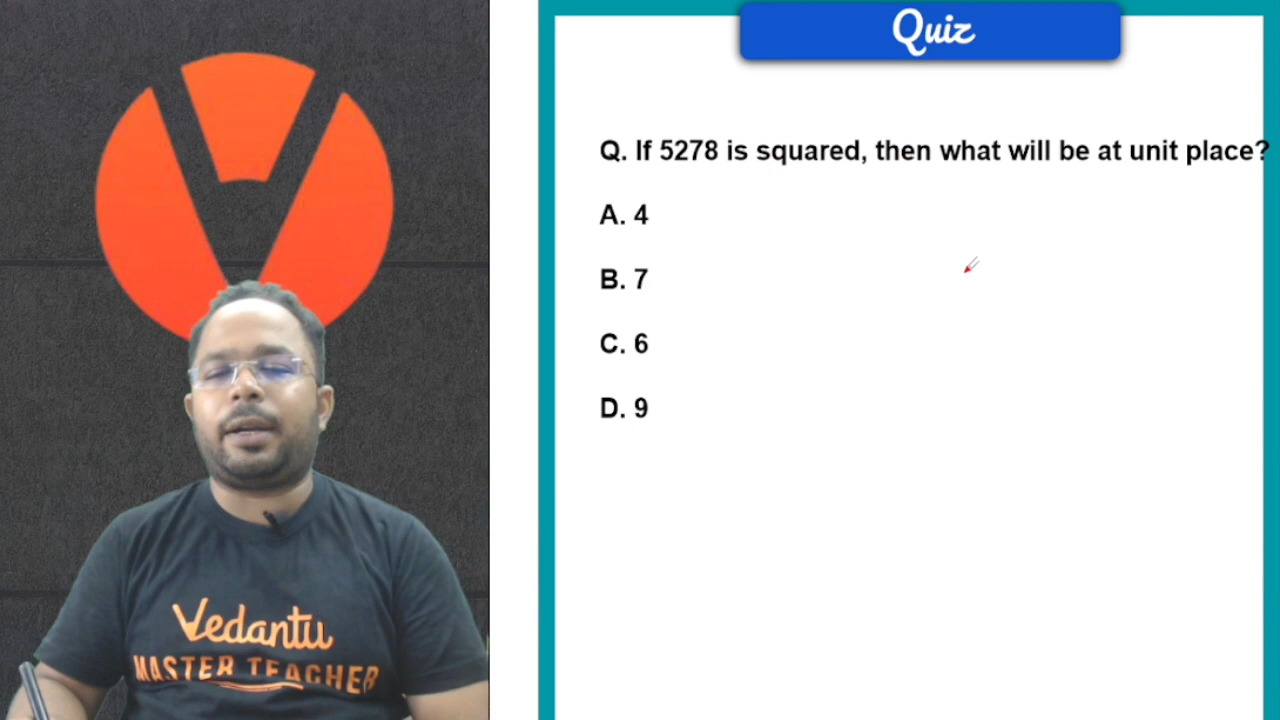 Quiz
Q. If 5278 is squared, then what will be at unit place?
A. 4
B. 7
C. 6
D. 9
Vedantu
MASTER TEACHER